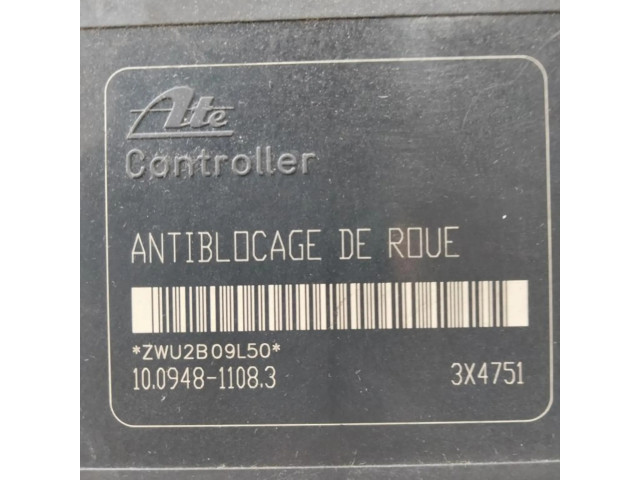 Ate
Controller
ANTIBLOCAGE DE ROUE
*ZWU2B09L50*
10.0948-1108.3 3X4751